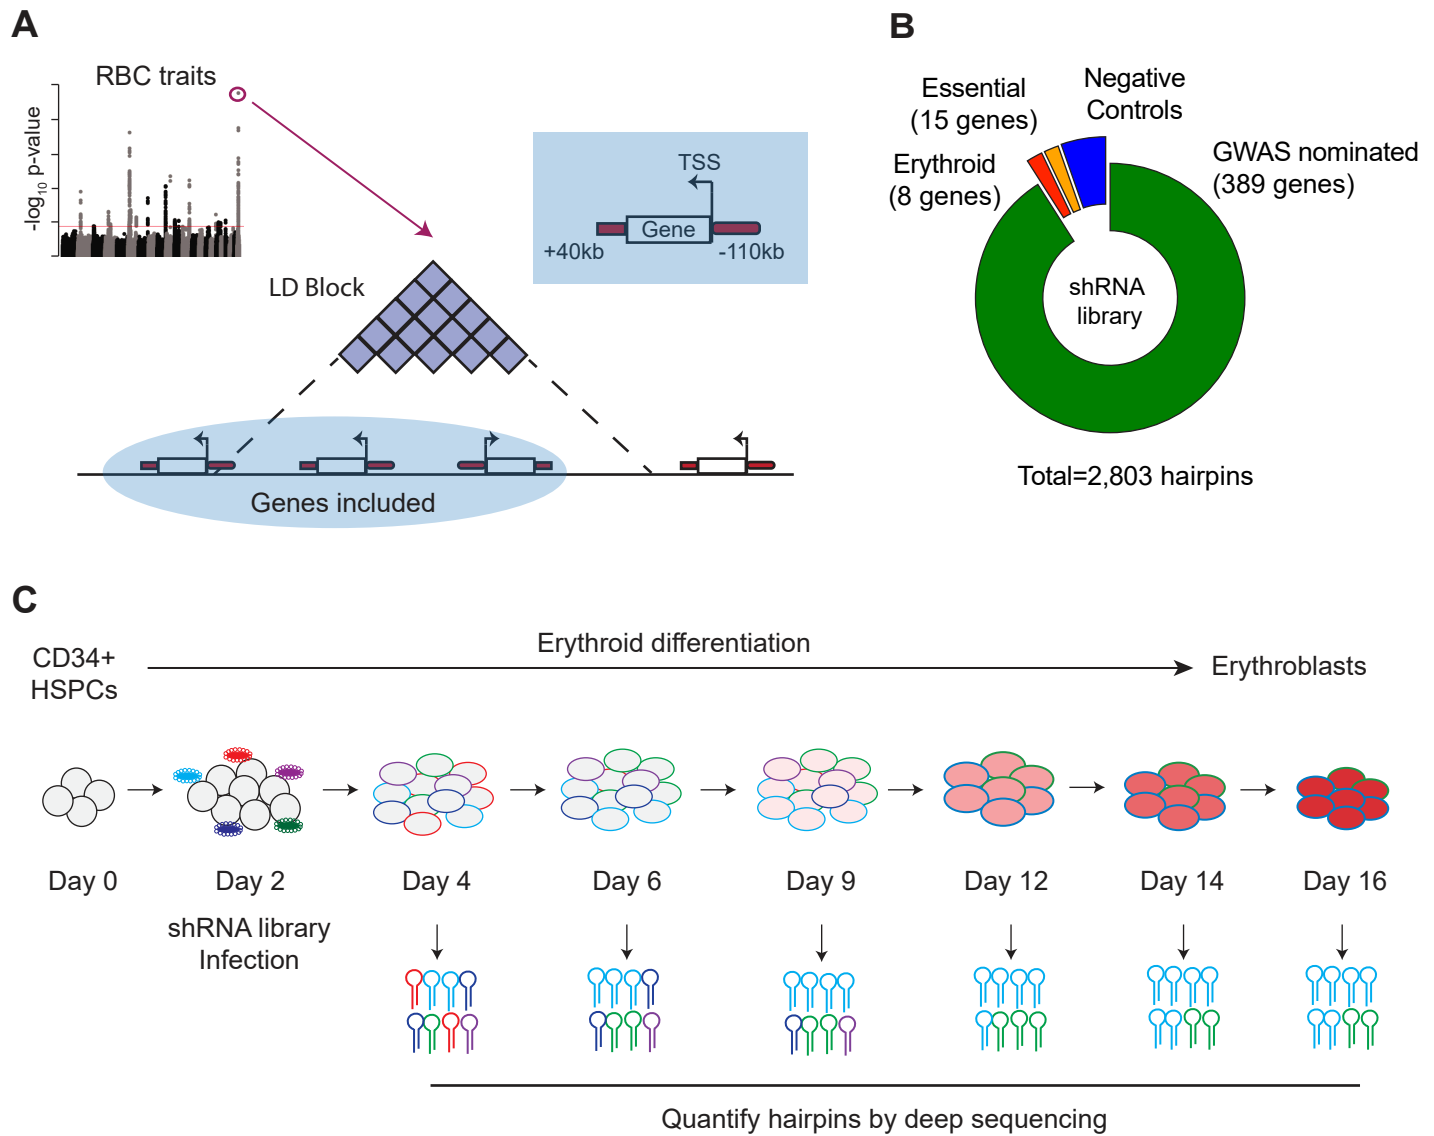 A
RBC traits
-log10 p-value
TSS
Gene
+40kb
-110kb
LD Block
Genes included
B
Essential
(15 genes)
Negative
Controls
Erythroid
(8 genes)
GWAS nominated
(389 genes)
shRNA
library
Total=2,803 hairpins
C
CD34+
HSPCs
Erythroid differentiation
Erythroblasts
Day 0
Day 2
Day 4
Day 6
Day 9
Day 12
Day 14
Day 16
shRNA library
Infection
Quantify hairpins by deep sequencing